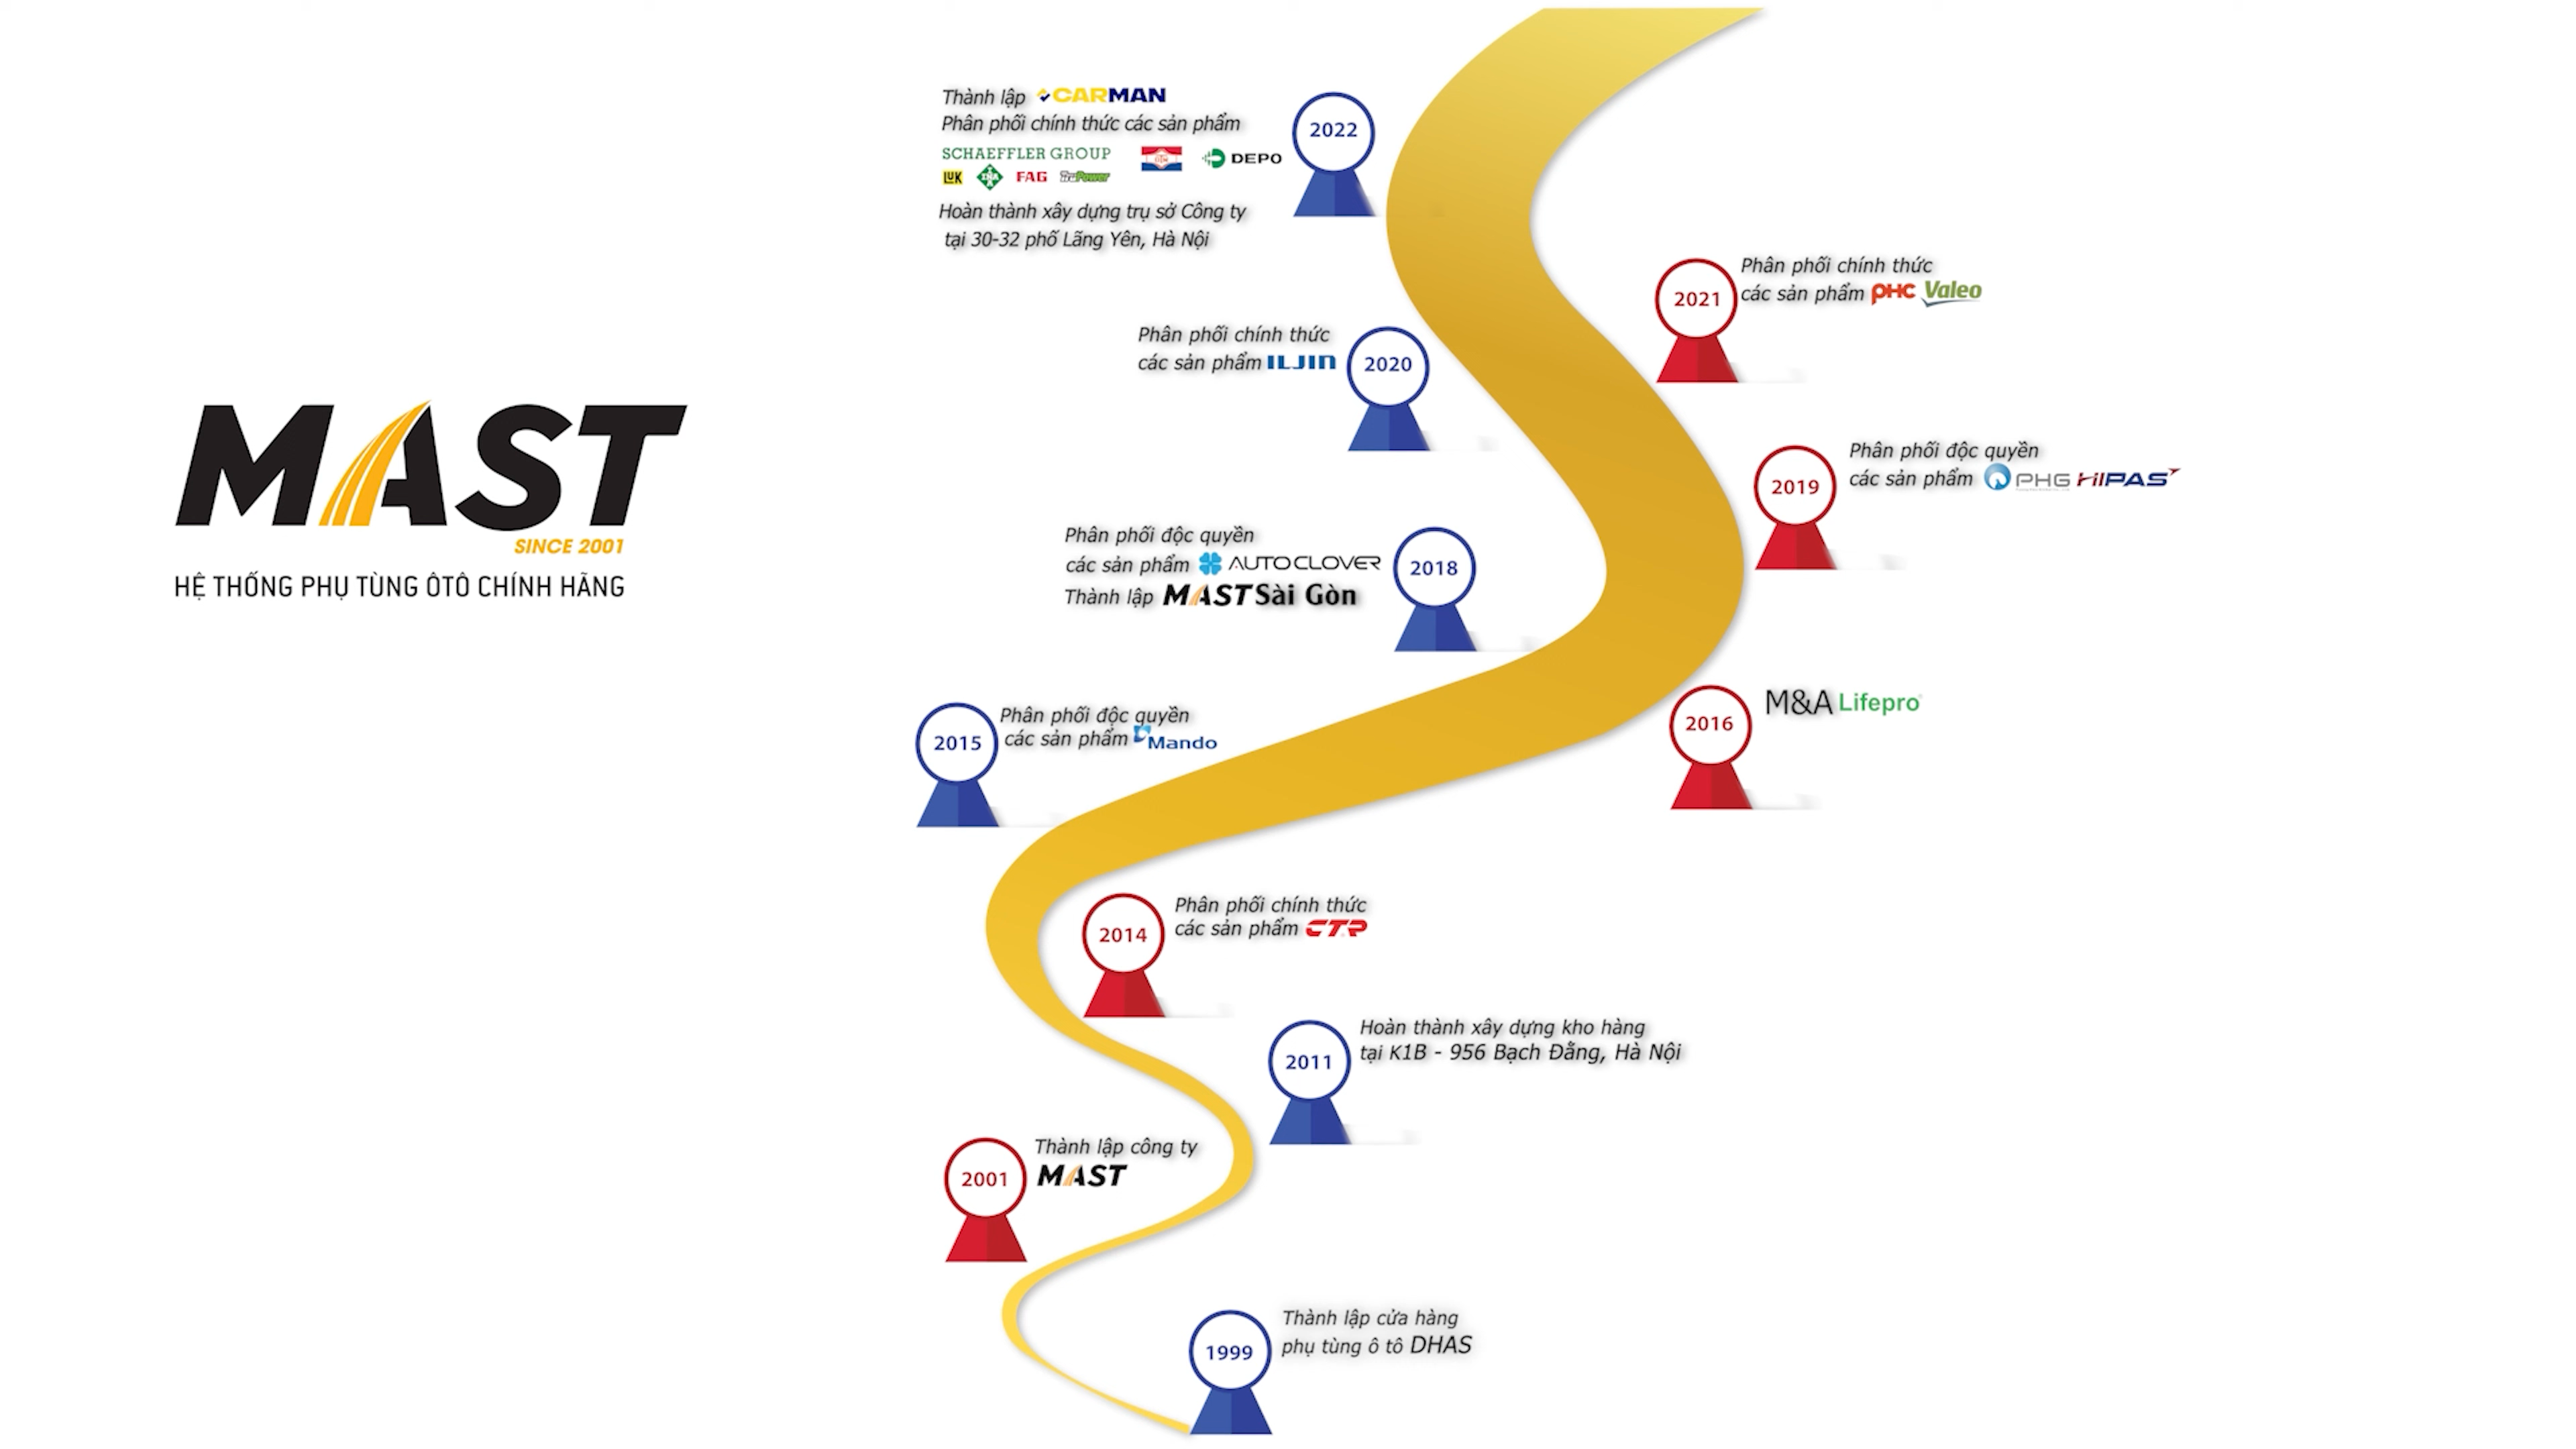 MAST
SINCE 2001
HỆ THỐNG PHỤ TÙNG ÔTÔ CHÍNH HÃNG
Thành lập CARMAN
Phân phối chính thức các sản phẩm
SCHAEFFLER GROUP
DEPO
LUK INA FAG TruPower
Hoàn thành xây dựng trụ sở Công ty
tại 30-32 phố Lãng Yên, Hà Nội
2022
2021
Phân phối chính thức
các sản phẩm PHC Valeo
Phân phối chính thức
các sản phẩm ILJIN
2020
2019
Phân phối độc quyền
các sản phẩm PHG HIIPAS
Phân phối độc quyền
các sản phẩm AUTOCLOVER
Thành lập MAST Sài Gòn
2018
2016
M&A Lifepro
2015
Phân phối độc quyền
các sản phẩm Mando
2014
Phân phối chính thức
các sản phẩm CTR
2011
Hoàn thành xây dựng kho hàng
tại K1B - 956 Bạch Đằng, Hà Nội
2001
Thành lập công ty
MAST
1999
Thành lập cửa hàng
phụ tùng ô tô DHAS